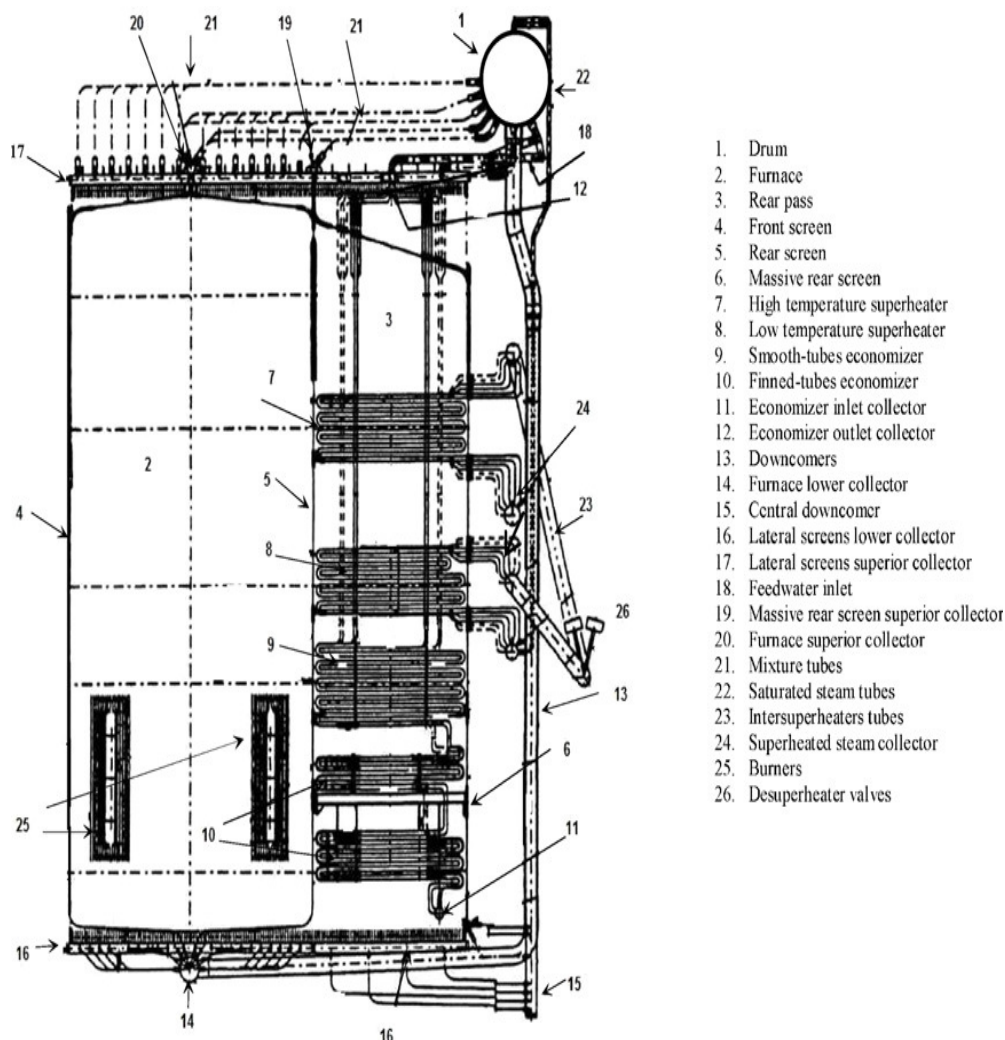 20
21
19
21
1
22
18
17
12
3
7
24
2
5
4
23
8
26
9
13
6
25
10
11
16
15
14
16
1. Drum
2. Furnace
3. Rear pass
4. Front screen
5. Rear screen
6. Massive rear screen
7. High temperature superheater
8. Low temperature superheater
9. Smooth-tubes economizer
10. Finned-tubes economizer
11. Economizer inlet collector
12. Economizer outlet collector
13. Downcomers
14. Furnace lower collector
15. Central downcomer
16. Lateral screens lower collector
17. Lateral screens superior collector
18. Feedwater inlet
19. Massive rear screen superior collector
20. Furnace superior collector
21. Mixture tubes
22. Saturated steam tubes
23. Intersuperheaters tubes
24. Superheated steam collector
25. Burners
26. Desuperheater valves